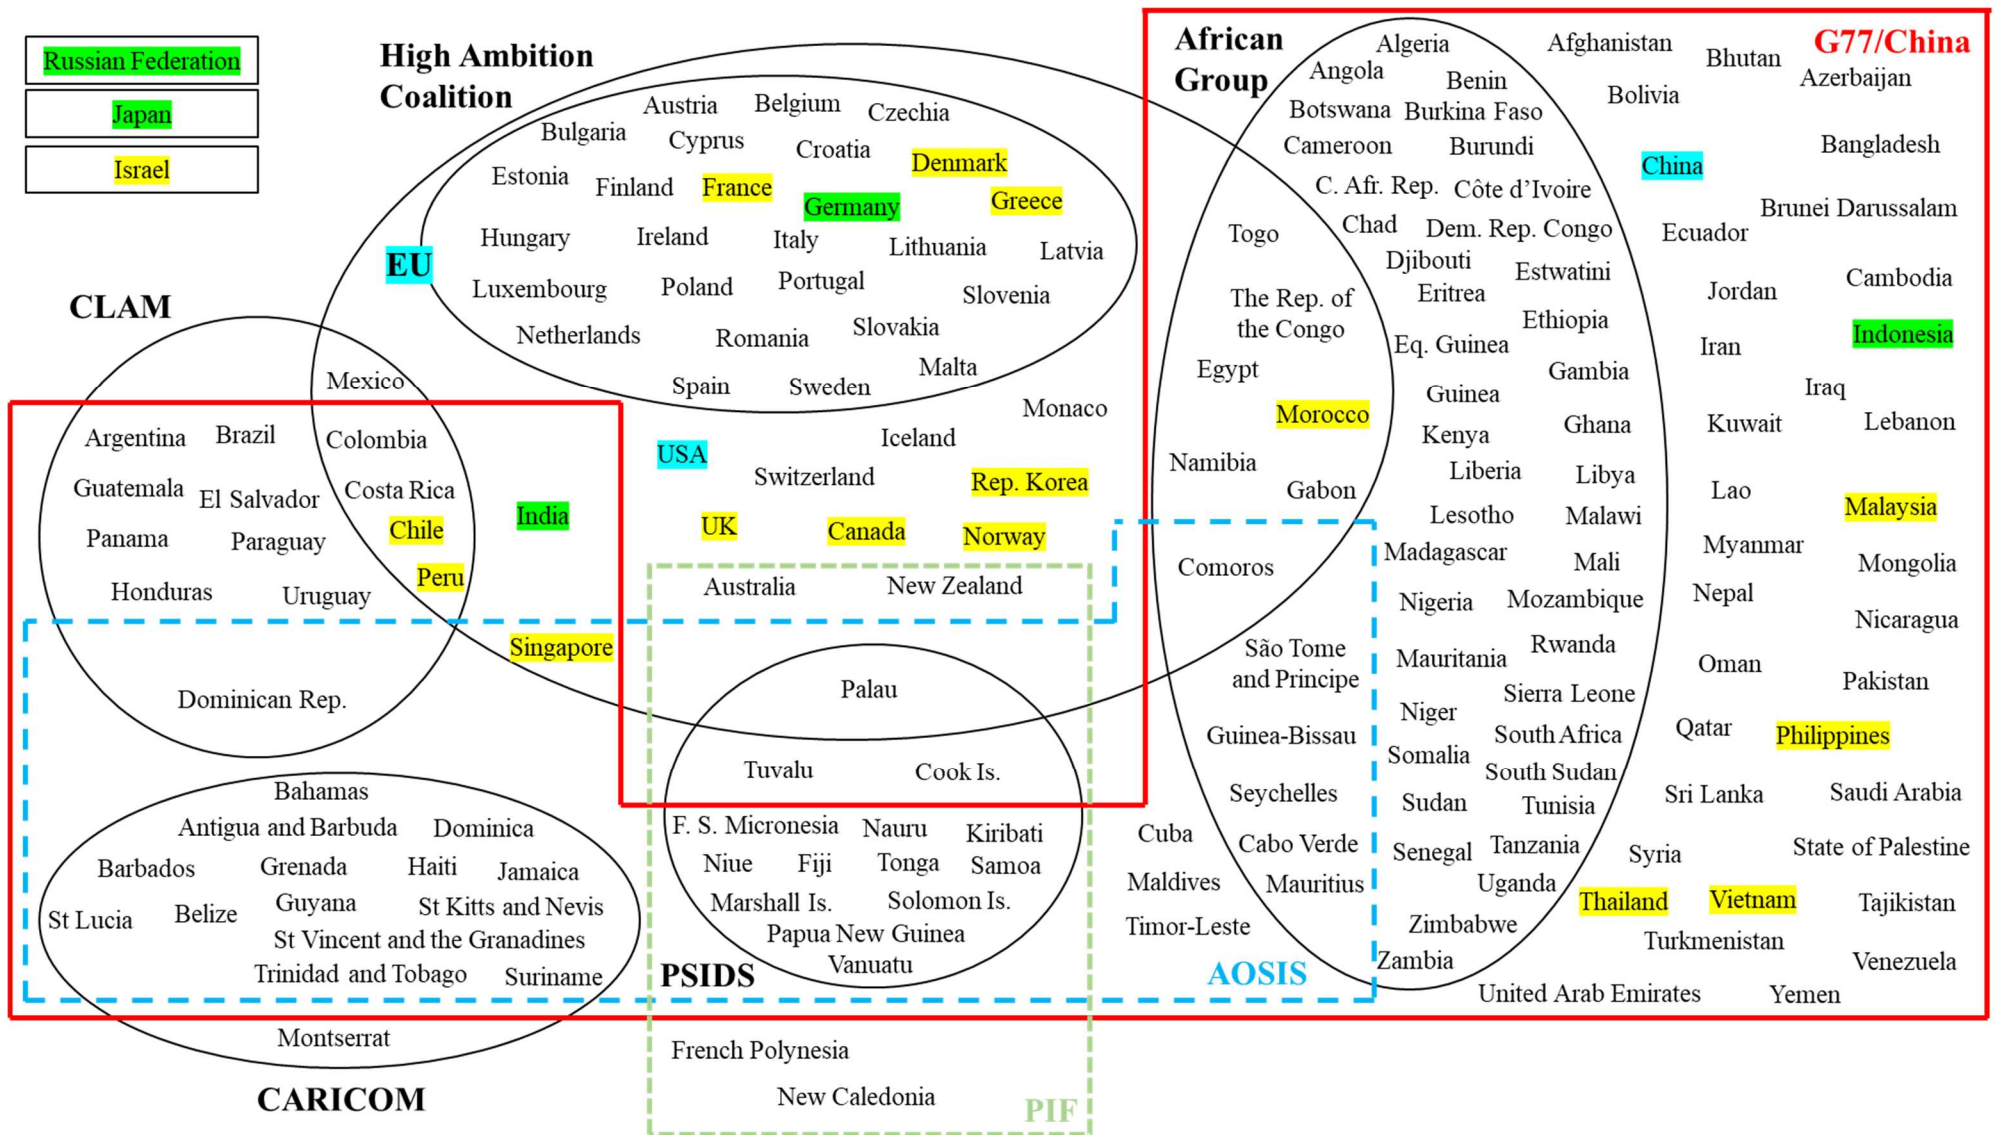 Russian Federation
Japan
Israel
High Ambition
Coalition
EU
Austria
Belgium
Czechia
Bulgaria
Cyprus
Croatia
Denmark
Estonia
Finland
France
Germany
Greece
Hungary
Ireland
Italy
Lithuania
Latvia
Luxembourg
Poland
Portugal
Slovenia
Netherlands
Romania
Slovakia
Malta
Spain
Sweden
Monaco
Iceland
USA
Switzerland
Rep. Korea
UK
Canada
Norway
Australia
New Zealand
CLAM
Mexico
Argentina
Brazil
Colombia
Guatemala
El Salvador
Costa Rica
Chile
Panama
Paraguay
Peru
Honduras
Uruguay
India
Singapore
Dominican Rep.
Bahamas
Antigua and Barbuda
Dominica
Barbados
Grenada
Haiti
Jamaica
St Lucia
Belize
Guyana
St Kitts and Nevis
St Vincent and the Granadines
Trinidad and Tobago
Suriname
Montserrat
CARICOM
Palau
Tuvalu
Cook Is.
F. S. Micronesia
Nauru
Kiribati
Niue
Fiji
Tonga
Samoa
Marshall Is.
Solomon Is.
Papua New Guinea
Vanuatu
PSIDS
French Polynesia
New Caledonia
PIF
African
Group
Algeria
Angola
Benin
Botswana
Burkina Faso
Cameroon
Burundi
C. Afr. Rep.
Côte d’Ivoire
Togo
Chad
Dem. Rep. Congo
Djibouti
Estwatini
The Rep. of
the Congo
Eritrea
Ethiopia
Eq. Guinea
Egypt
Gambia
Guinea
Morocco
Ghana
Kenya
Namibia
Liberia
Libya
Gabon
Lesotho
Malawi
Comoros
Madagascar
Mali
Nigeria
Mozambique
São Tome
and Principe
Mauritania
Rwanda
Sierra Leone
Niger
Guinea-Bissau
South Africa
Somalia
South Sudan
Seychelles
Sudan
Tunisia
Cuba
Cabo Verde
Senegal
Tanzania
Maldives
Mauritius
Uganda
Timor-Leste
Zimbabwe
Zambia
AOSIS
G77/China
Afghanistan
Bhutan
Azerbaijan
Bolivia
Bangladesh
China
Brunei Darussalam
Ecuador
Cambodia
Jordan
Indonesia
Iran
Iraq
Kuwait
Lebanon
Lao
Malaysia
Myanmar
Mongolia
Nepal
Nicaragua
Oman
Pakistan
Qatar
Philippines
Sri Lanka
Saudi Arabia
Syria
State of Palestine
Thailand
Vietnam
Tajikistan
Turkmenistan
Venezuela
United Arab Emirates
Yemen